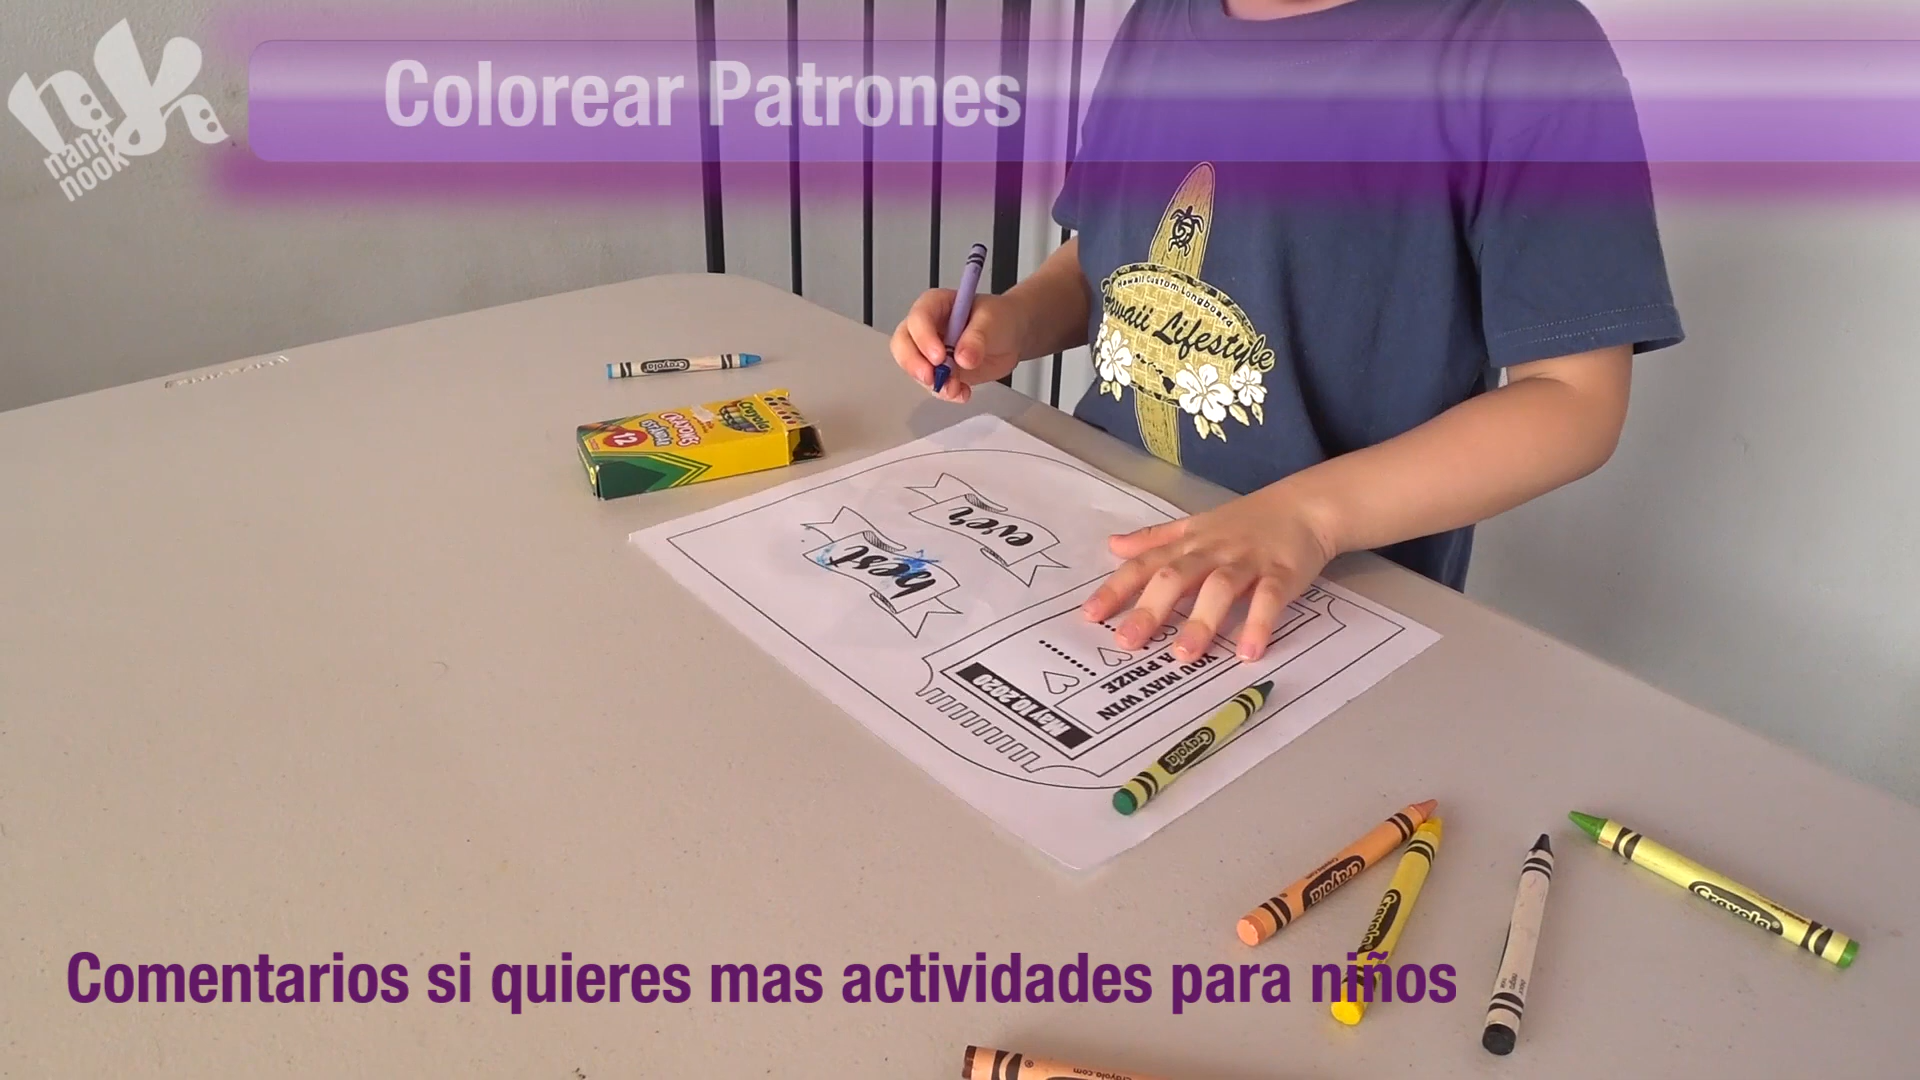 nana
nook
Colorear Patrones
Hawaii Custom Longboard
Hawaii Lifestyle
Crayola
Crayola
CRAYONES
12
ever
best
YOU MAY WIN
A PRIZE
May 10,2020
Crayola
Crayola
Crayola
Crayola
Comentarios si quieres mas actividades para niños